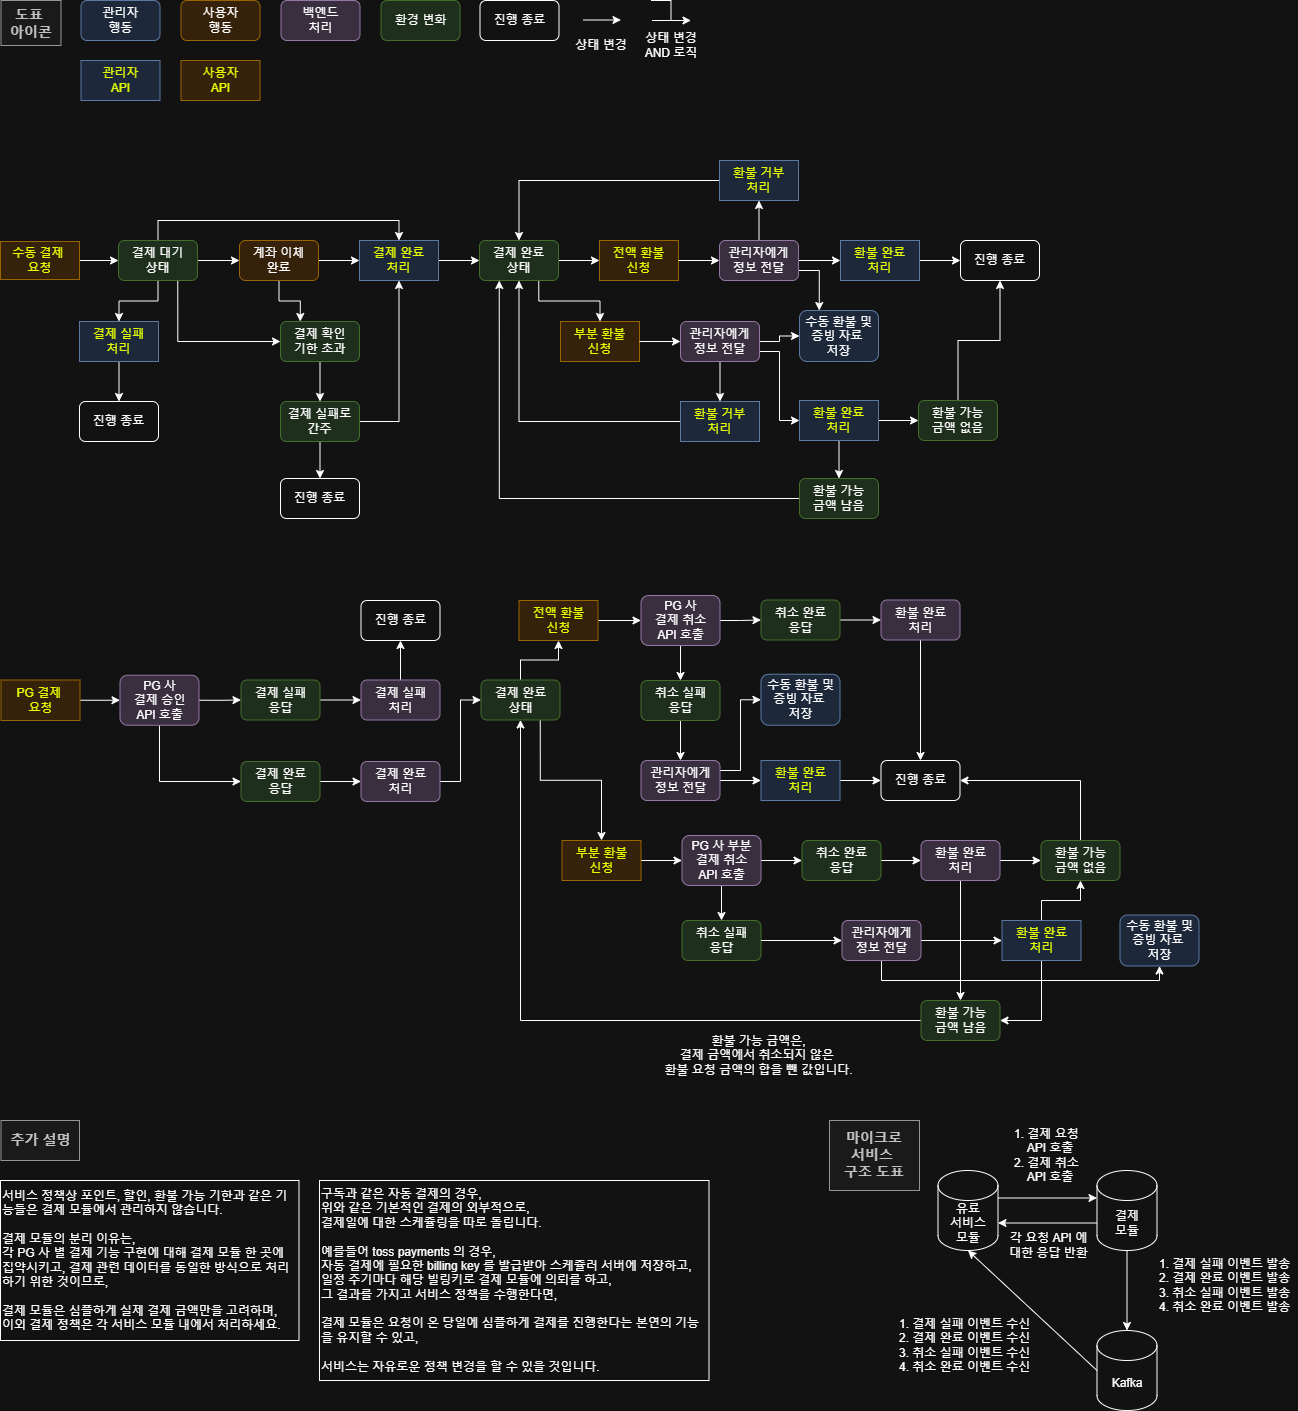 도표
아이콘
관리자
행동
사용자
행동
백엔드
처리
환경 변화
진행 종료
상태 변경
상태 변경
AND 로직
관리자
API
사용자
API
환불 거부
처리
수동 결제
요청
결제 대기
상태
계좌 이체
완료
결제 완료
처리
결제 완료
상태
전액 환불
신청
관리자에게
정보 전달
환불 완료
처리
진행 종료
결제 실패
처리
결제 확인
기한 초과
부분 환불
신청
관리자에게
정보 전달
수동 환불 및
증빙 자료
저장
진행 종료
결제 실패로
간주
환불 거부
처리
환불 완료
처리
환불 가능
금액 없음
진행 종료
환불 가능
금액 남음
진행 종료
전액 환불
신청
PG 사
결제 취소
API 호출
취소 완료
응답
환불 완료
처리
PG 결제
요청
PG 사
결제 승인
API 호출
결제 실패
응답
결제 실패
처리
결제 완료
상태
취소 실패
응답
수동 환불 및
증빙 자료
저장
결제 완료
응답
결제 완료
처리
관리자에게
정보 전달
환불 완료
처리
진행 종료
부분 환불
신청
PG 사 부분
결제 취소
API 호출
취소 완료
응답
환불 완료
처리
환불 가능
금액 없음
취소 실패
응답
관리자에게
정보 전달
환불 완료
처리
수동 환불 및
증빙 자료
저장
환불 가능
금액 남음
환불 가능 금액은,
결제 금액에서 취소되지 않은
환불 요청 금액의 합을 뺀 값입니다.
추가 설명
서비스 정책상 포인트, 할인, 환불 가능 기한과 같은 기
능들은 결제 모듈에서 관리하지 않습니다.
결제 모듈의 분리 이유는,
각 PG 사 별 결제 기능 구현에 대해 결제 모듈 한 곳에
집약시키고, 결제 관련 데이터를 동일한 방식으로 처리
하기 위한 것이므로,
결제 모듈은 심플하게 실제 결제 금액만을 고려하며,
이외 결제 정책은 각 서비스 모듈 내에서 처리하세요.
구독과 같은 자동 결제의 경우,
위와 같은 기본적인 결제의 외부적으로,
결제일에 대한 스케쥴링을 따로 돌립니다.
예를들어 toss payments 의 경우,
자동 결제에 필요한 billing key 를 발급받아 스케쥴러 서버에 저장하고,
일정 주기마다 해당 빌링키로 결제 모듈에 의뢰를 하고,
그 결과를 가지고 서비스 정책을 수행한다면,
결제 모듈은 요청이 온 당일에 심플하게 결제를 진행한다는 본연의 기능
을 유지할 수 있고,
서비스는 자유로운 정책 변경을 할 수 있을 것입니다.
마이크로
서비스
구조 도표
1. 결제 요청
API 호출
2. 결제 취소
API 호출
유료
서비스
모듈
결제
모듈
각 요청 API 에
대한 응답 반환
1. 결제 실패 이벤트 발송
2. 결제 완료 이벤트 발송
3. 취소 실패 이벤트 발송
4. 취소 완료 이벤트 발송
1. 결제 실패 이벤트 수신
2. 결제 완료 이벤트 수신
3. 취소 실패 이벤트 수신
4. 취소 완료 이벤트 수신
Kafka